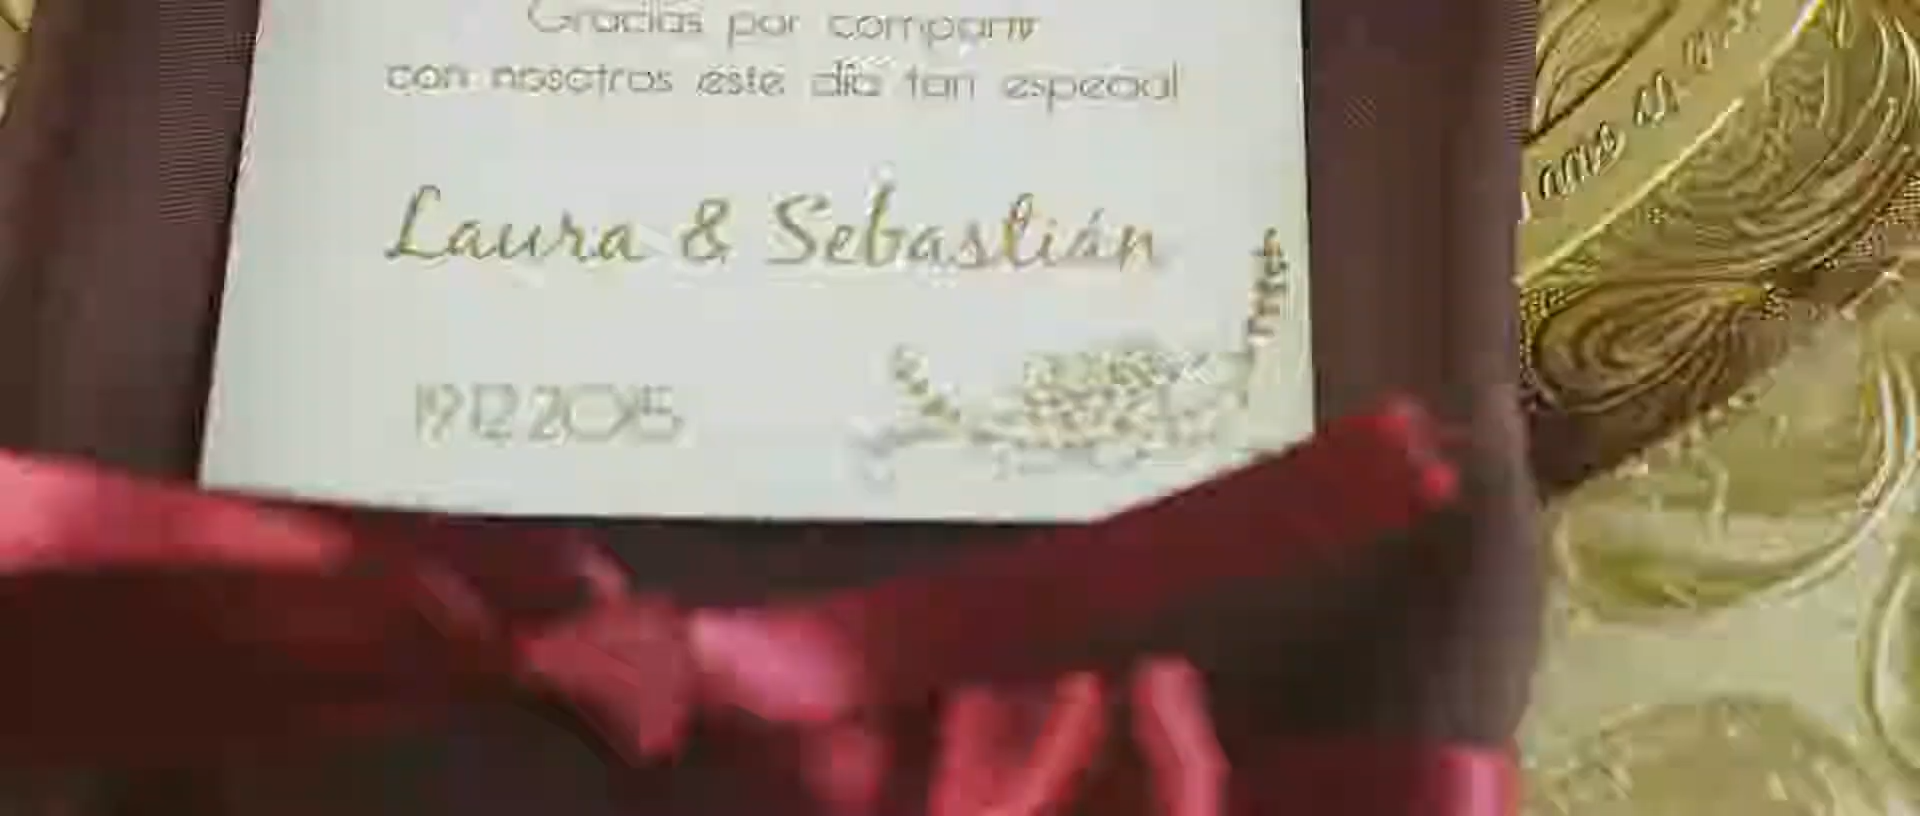 Gracias por compartir
con nosotros este día tan especial
Laura & Sebastián
19 12 2015